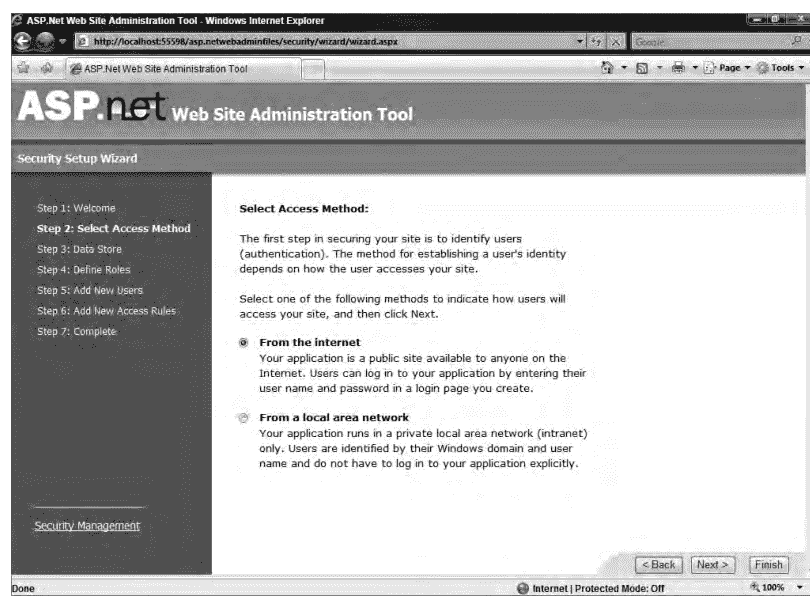 ASP.Net Web Site Administration Tool - Windows Internet Explorer
http://localhost:55598/asp.netwebadminfiles/security/wizard/wizard.aspx
Google
ASP.Net Web Site Administration Tool
Page
Tools
ASP.net Web Site Administration Tool
Security Setup Wizard
Step 1: Welcome
Step 2: Select Access Method
Step 3: Data Store
Step 4: Define Roles
Step 5: Add New Users
Step 6: Add New Access Rules
Step 7: Complete
Security Management
Select Access Method:
The first step in securing your site is to identify users
(authentication). The method for establishing a user's identity
depends on how the user accesses your site.
Select one of the following methods to indicate how users will
access your site, and then click Next.
From the internet
Your application is a public site available to anyone on the
Internet. Users can log in to your application by entering their
user name and password in a login page you create.
From a local area network
Your application runs in a private local area network (intranet)
only. Users are identified by their Windows domain and user
name and do not have to log in to your application explicitly.
< Back
Next >
Finish
Done
Internet | Protected Mode: Off
100%